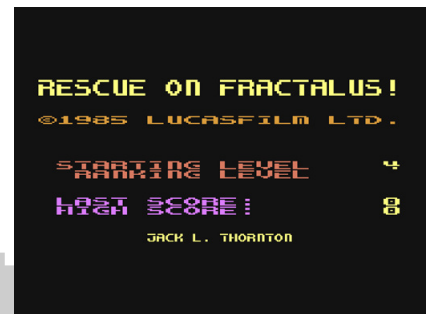 RESCUE ON FRACTALUS!
©1985 LUCASFILM LTD.
STARTING LEVEL 4
RANKING LEVEL
LAST SCORE: 0
HIGH SCORE: 0
JACK L. THORNTON